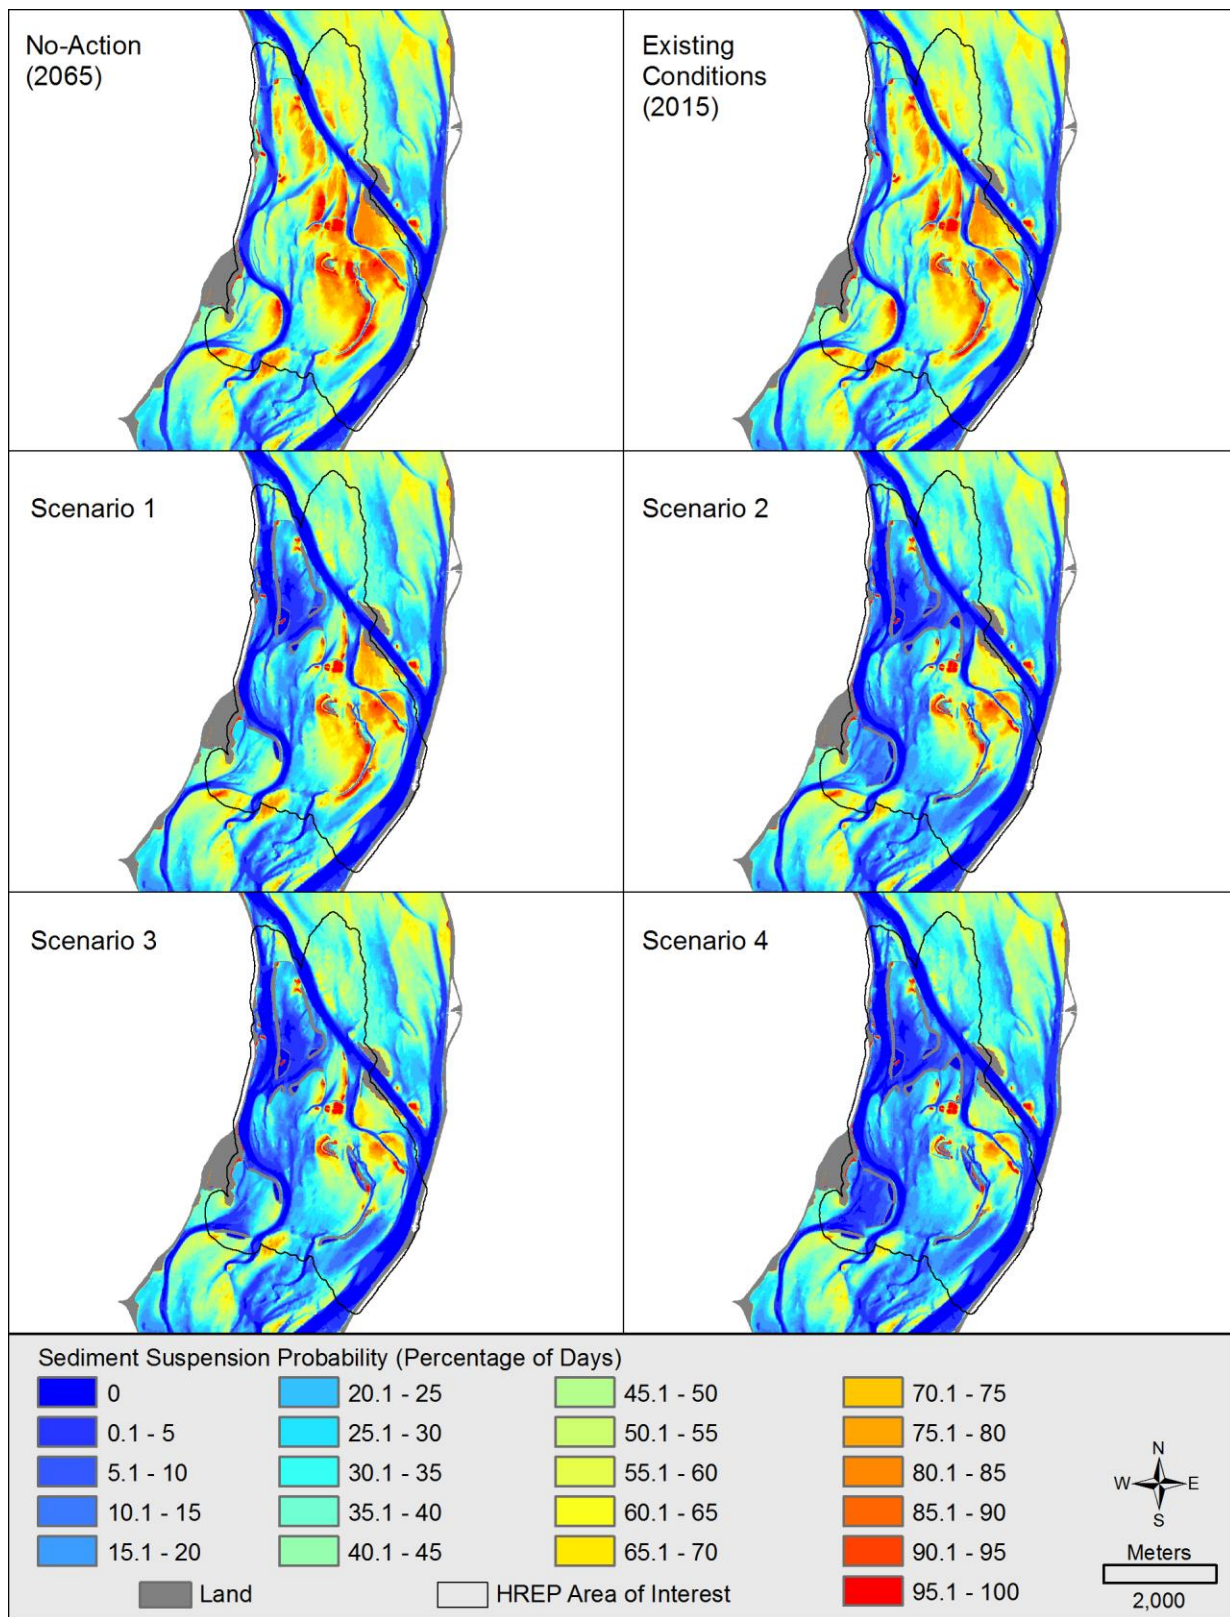 No-Action
(2065)
Existing
Conditions
(2015)
Scenario 1
Scenario 2
Scenario 3
Scenario 4
Sediment Suspension Probability (Percentage of Days)
0
0.1 - 5
5.1 - 10
10.1 - 15
15.1 - 20
20.1 - 25
25.1 - 30
30.1 - 35
35.1 - 40
40.1 - 45
45.1 - 50
50.1 - 55
55.1 - 60
60.1 - 65
65.1 - 70
70.1 - 75
75.1 - 80
80.1 - 85
85.1 - 90
90.1 - 95
95.1 - 100
Land
HREP Area of Interest
N
W E
S
Meters
2,000